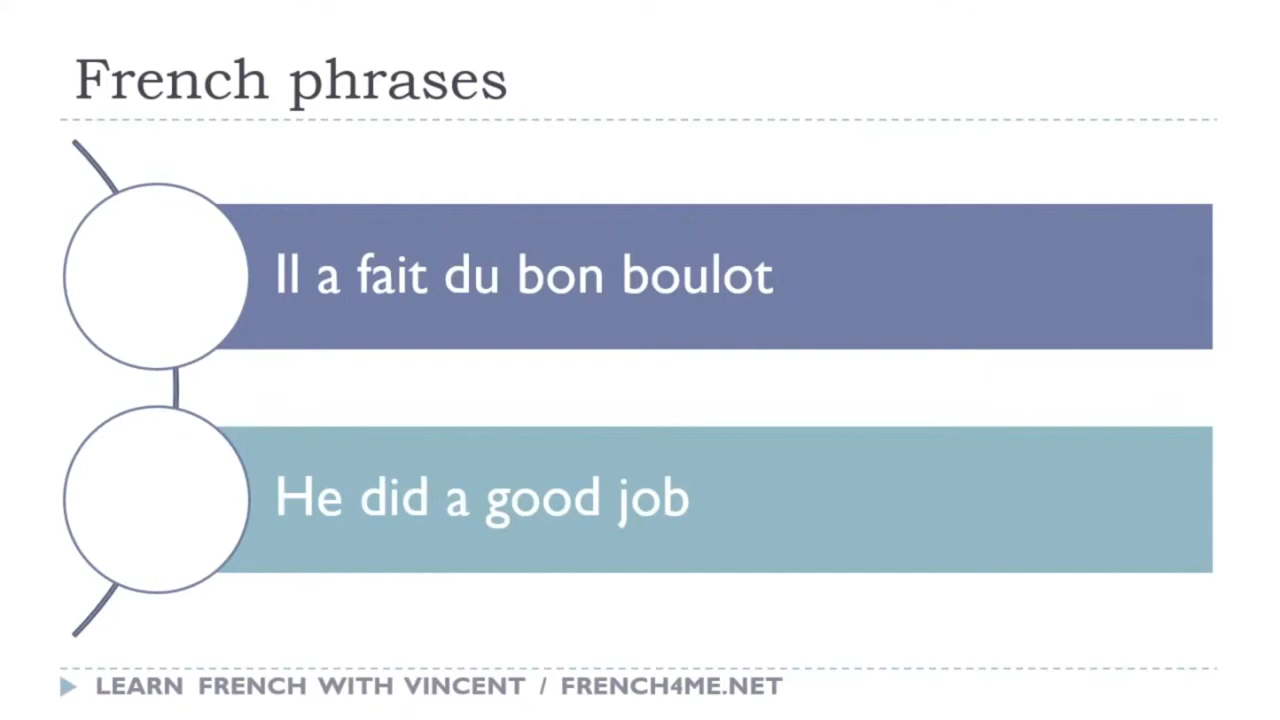 French phrases
Il a fait du bon boulot
He did a good job
LEARN FRENCH WITH VINCENT / FRENCH4ME.NET